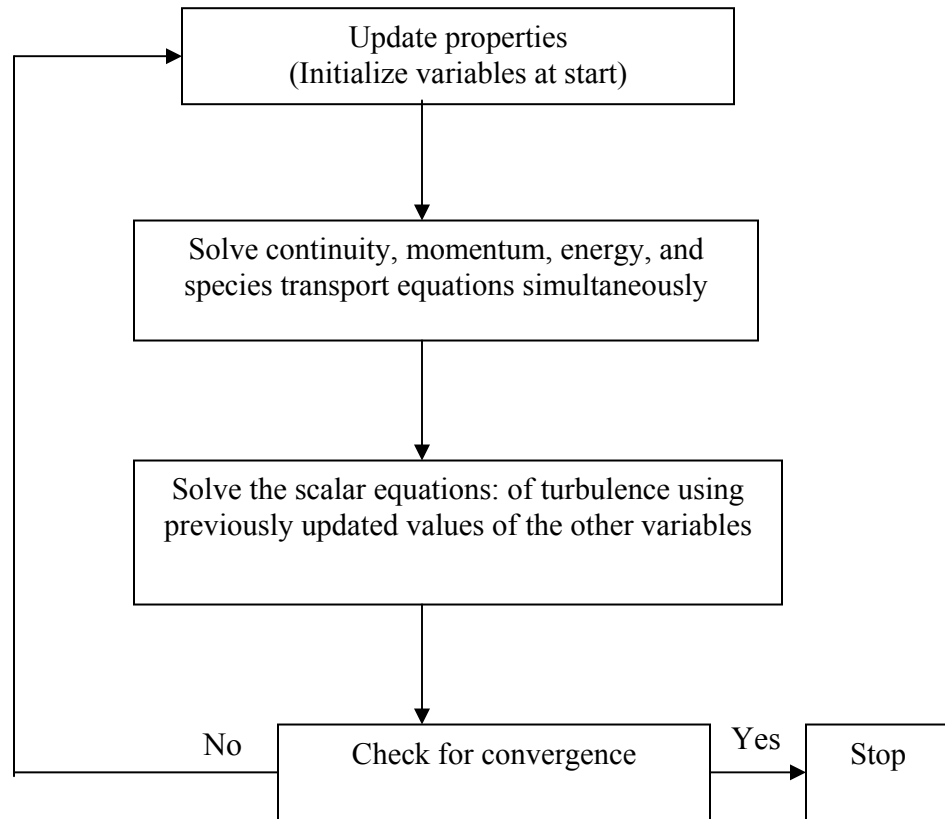 Update properties
(Initialize variables at start)
Solve continuity, momentum, energy, and
species transport equations simultaneously
Solve the scalar equations: of turbulence using
previously updated values of the other variables
No
Check for convergence
Yes
Stop